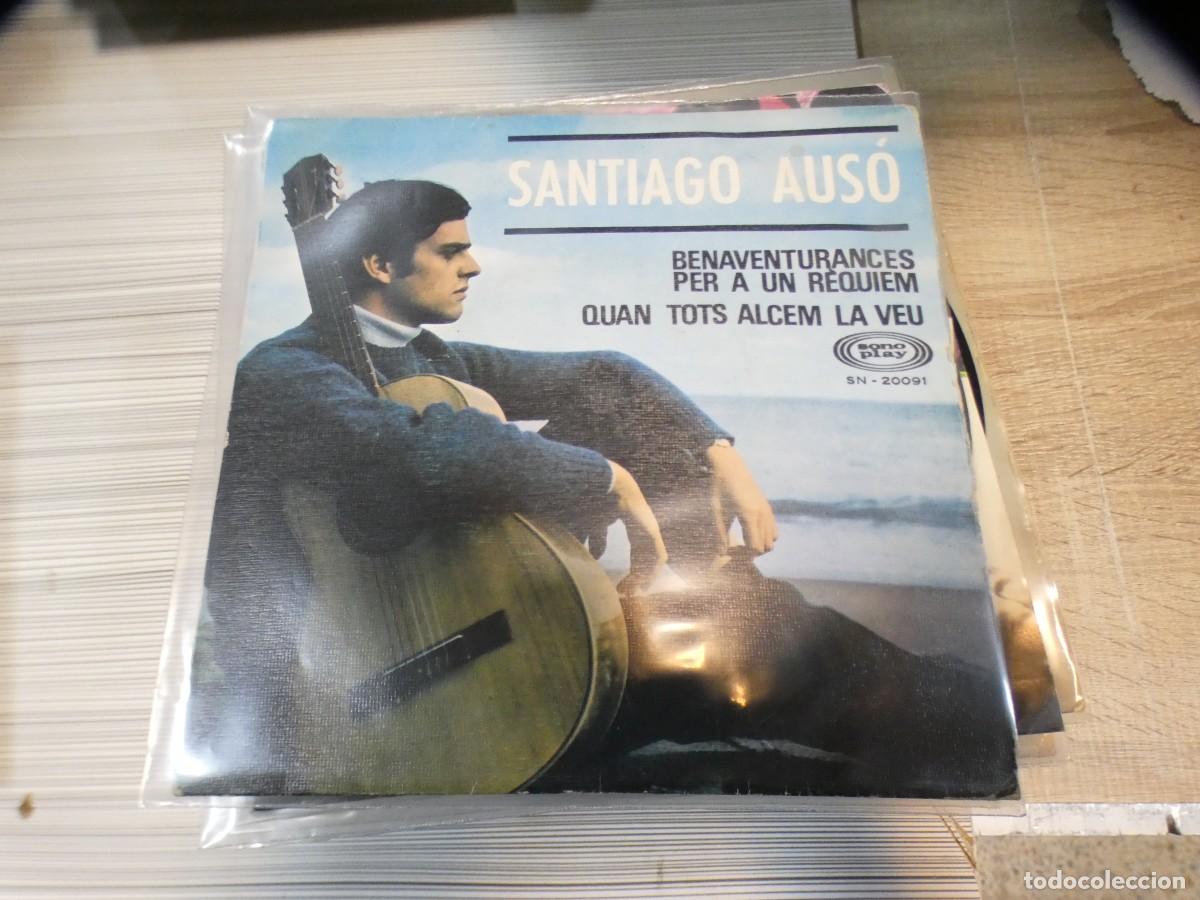 SANTIAGO AUSÓ
BENAVENTURANCES
PER A UN RÈQUIEM
QUAN TOTS ALCEM LA VEU
sono
play
SN - 20091
todocoleccion